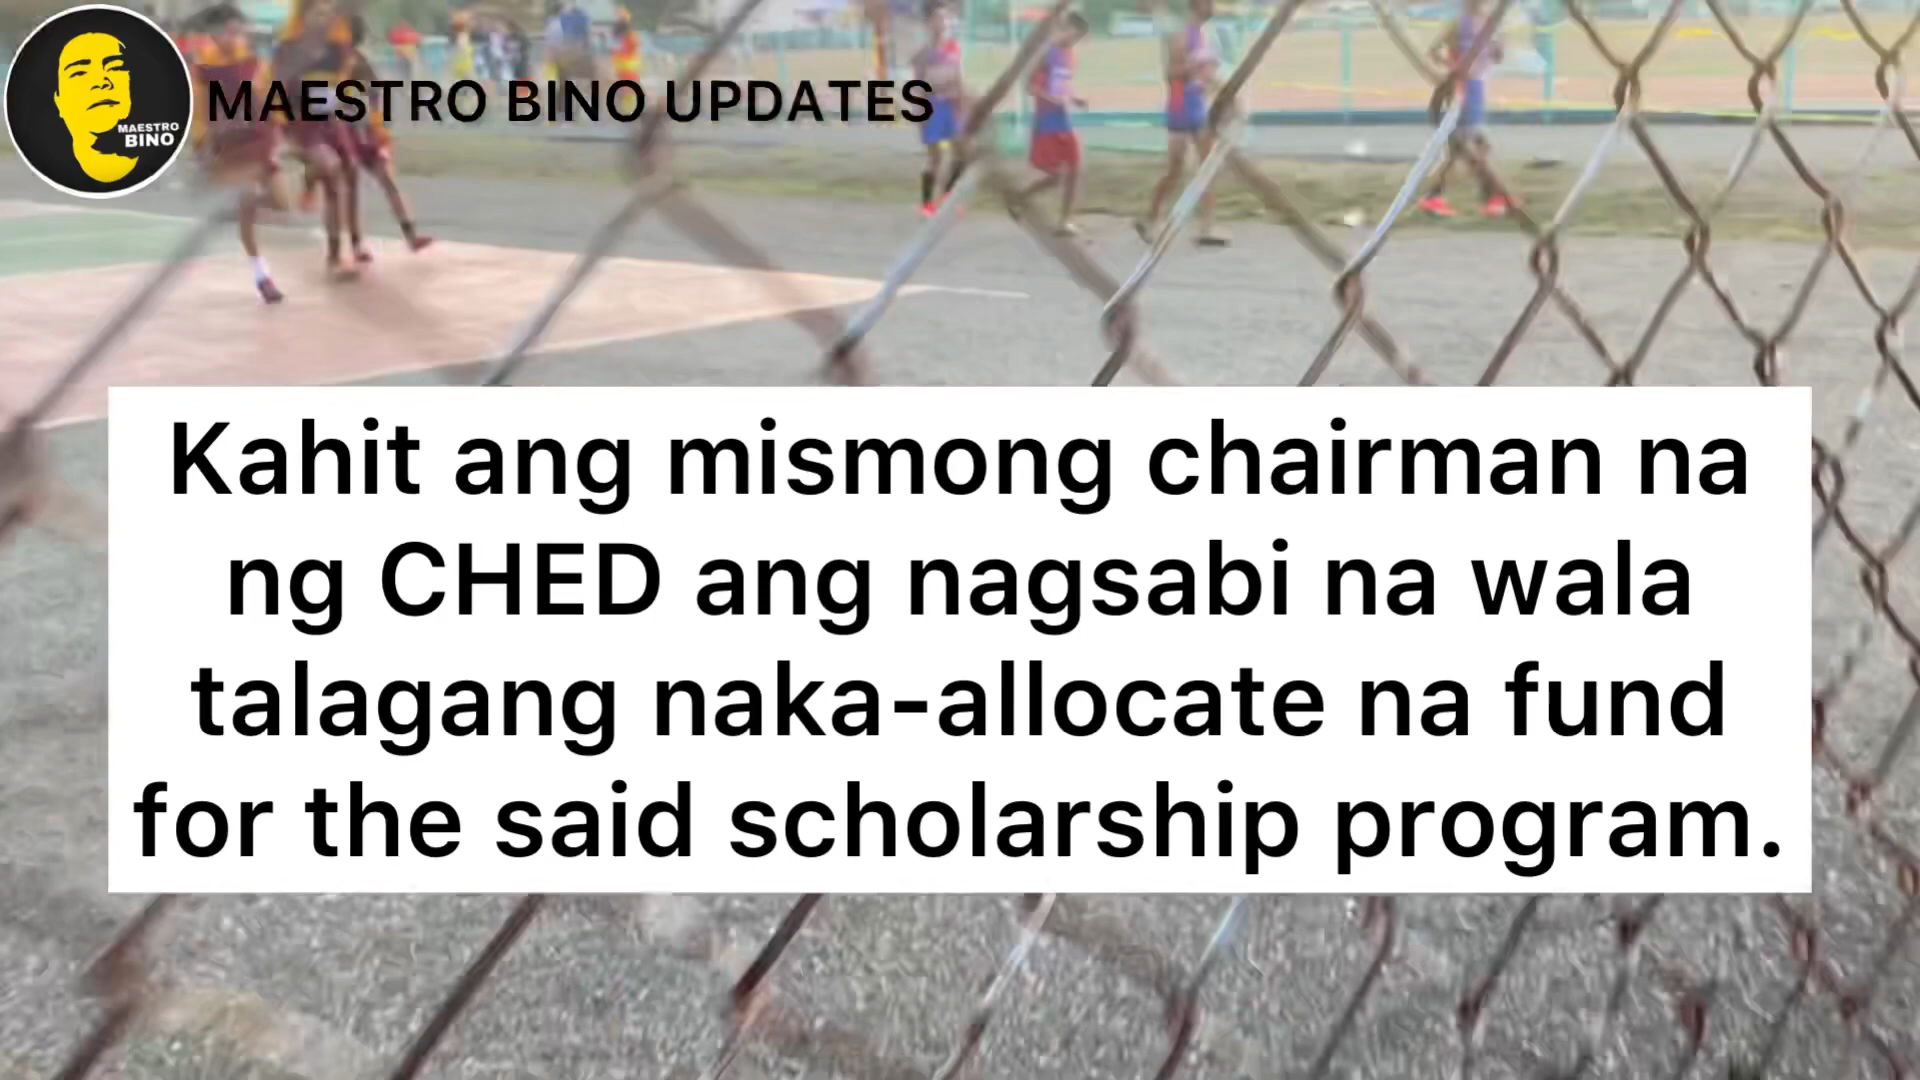 MAESTRO BINO UPDATES
MAESTRO
BINO
Kahit ang mismong chairman na
ng CHED ang nagsabi na wala
talagang naka-allocate na fund
for the said scholarship program.